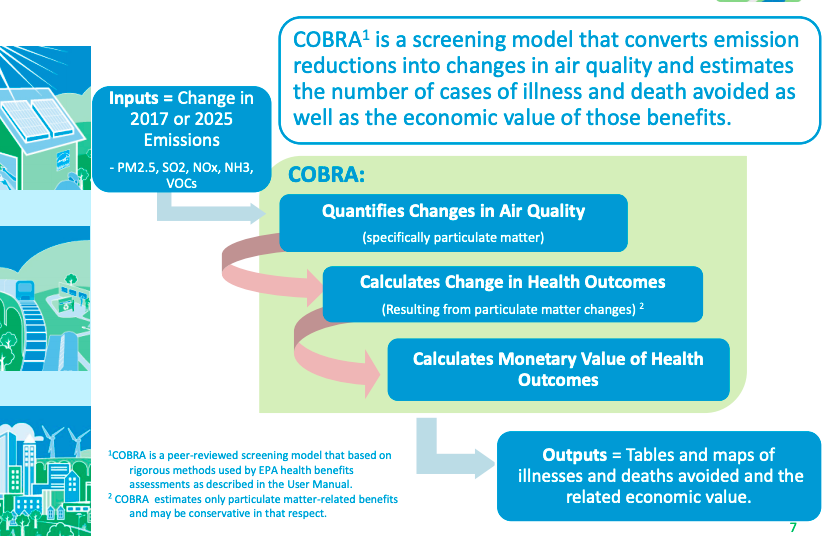 COBRA¹ is a screening model that converts emission
reductions into changes in air quality and estimates
the number of cases of illness and death avoided as
well as the economic value of those benefits.
Inputs = Change in
2017 or 2025
Emissions
- PM2.5, SO2, NOx, NH3,
VOCs
COBRA:
Quantifies Changes in Air Quality
(specifically particulate matter)
Calculates Change in Health Outcomes
(Resulting from particulate matter changes) ²
Calculates Monetary Value of Health
Outcomes
Outputs = Tables and maps of
illnesses and deaths avoided and the
related economic value.
¹COBRA is a peer-reviewed screening model that based on
rigorous methods used by EPA health benefits
assessments as described in the User Manual.
² COBRA estimates only particulate matter-related benefits
and may be conservative in that respect.
7